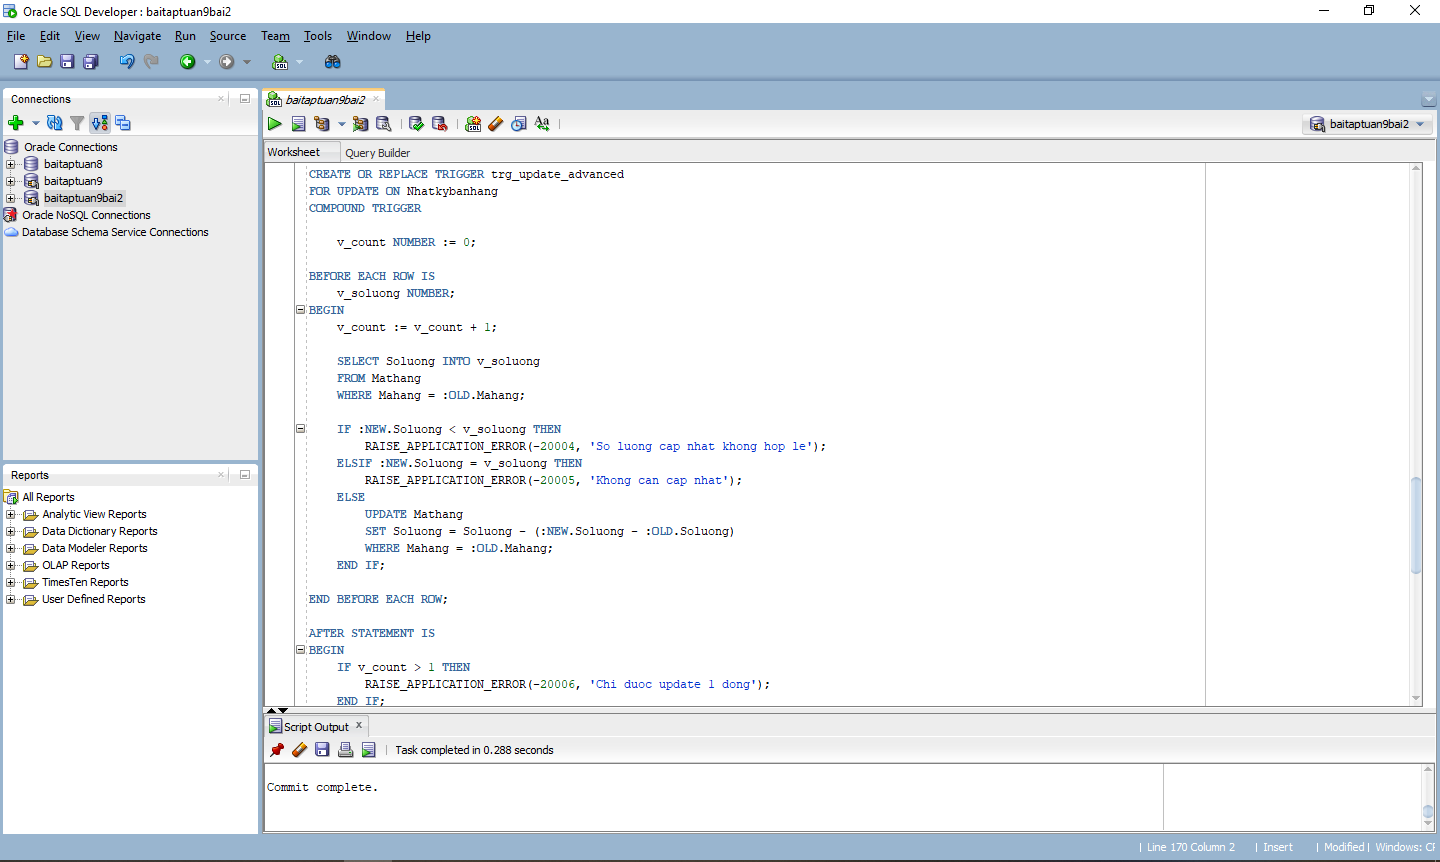 Oracle SQL Developer : baitaptuan9bai2
File Edit View Navigate Run Source Team Tools Window Help
Connections
Oracle Connections
baitaptuan8
baitaptuan9
baitaptuan9bai2
Oracle NoSQL Connections
Database Schema Service Connections
Reports
All Reports
Analytic View Reports
Data Dictionary Reports
Data Modeler Reports
OLAP Reports
TimesTen Reports
User Defined Reports
baitaptuan9bai2
baitaptuan9bai2
Worksheet Query Builder
CREATE OR REPLACE TRIGGER trg_update_advanced
FOR UPDATE ON Nhatkybanhang
COMPOUND TRIGGER
v_count NUMBER := 0;
BEFORE EACH ROW IS
v_soluong NUMBER;
BEGIN
v_count := v_count + 1;
SELECT Soluong INTO v_soluong
FROM Mathang
WHERE Mahang = :OLD.Mahang;
IF :NEW.Soluong < v_soluong THEN
RAISE_APPLICATION_ERROR(-20004, 'So luong cap nhat khong hop le');
ELSIF :NEW.Soluong = v_soluong THEN
RAISE_APPLICATION_ERROR(-20005, 'Khong can cap nhat');
ELSE
UPDATE Mathang
SET Soluong = Soluong - (:NEW.Soluong - :OLD.Soluong)
WHERE Mahang = :OLD.Mahang;
END IF;
END BEFORE EACH ROW;
AFTER STATEMENT IS
BEGIN
IF v_count > 1 THEN
RAISE_APPLICATION_ERROR(-20006, 'Chi duoc update 1 dong');
END IF;
Script Output
Task completed in 0.288 seconds
Commit complete.
Line 170 Column 2 | Insert | Modified | Windows: CF